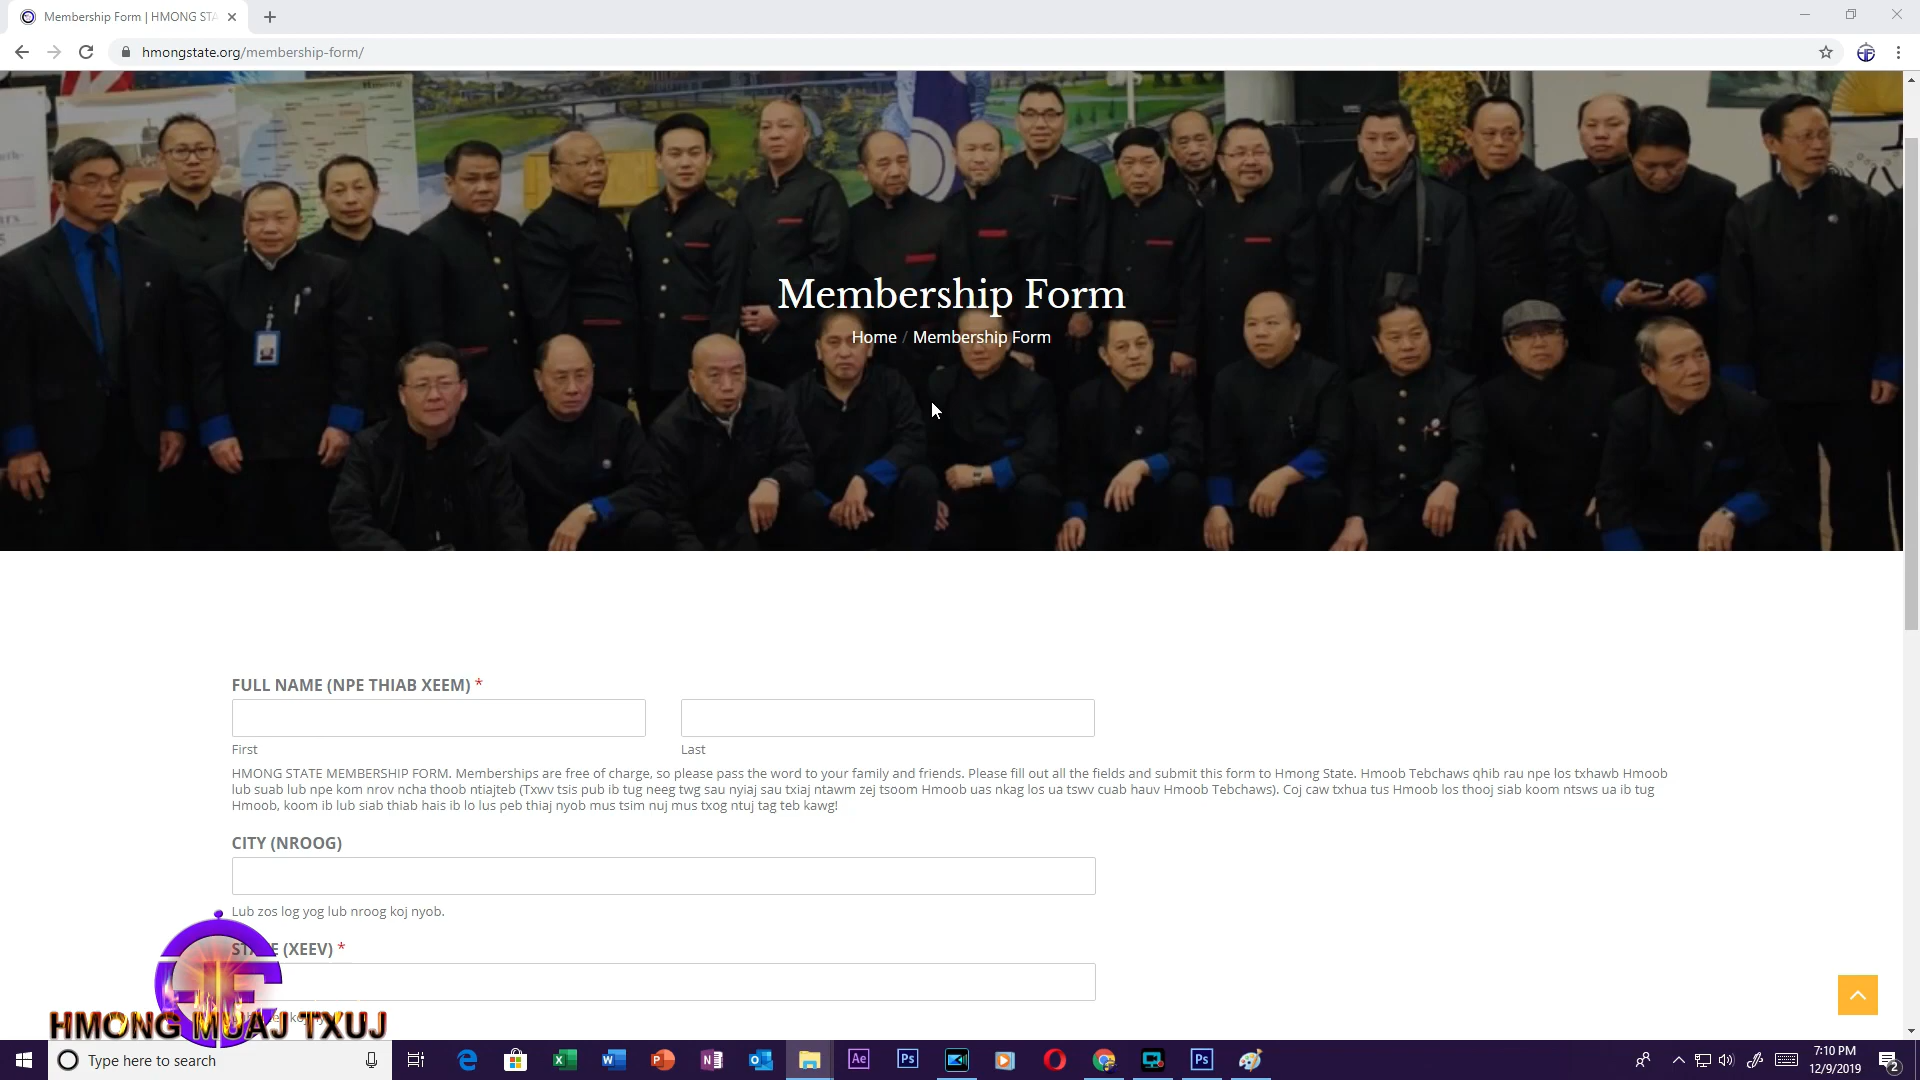 Membership Form | HMONG STA
hmongstate.org/membership-form/
Membership Form
Home / Membership Form
FULL NAME (NPE THIAB XEEM) *
First
Last
HMONG STATE MEMBERSHIP FORM. Memberships are free of charge, so please pass the word to your family and friends. Please fill out all the fields and submit this form to Hmong State. Hmoob Tebchaws qhib rau npe los txhawb Hmoob
lub suab lub npe kom nrov ncha thoob ntiajteb (Txwv tsis pub ib tug neeg twg sau nyiaj sau txiaj ntawm zej tsoom Hmoob uas nkag los ua tswv cuab hauv Hmoob Tebchaws). Coj caw txhua tus Hmoob los thooj siab koom ntsws ua ib tug
Hmoob, koom ib lub siab thiab hais ib lo lus peb thiaj nyob mus tsim nuj mus txog ntuj tag teb kawg!
CITY (NROOG)
Lub zos log yog lub nroog koj nyob.
(XEEV) *
HMONG MUAJ TXUJ
Type here to search
7:10 PM
12/9/2019
2